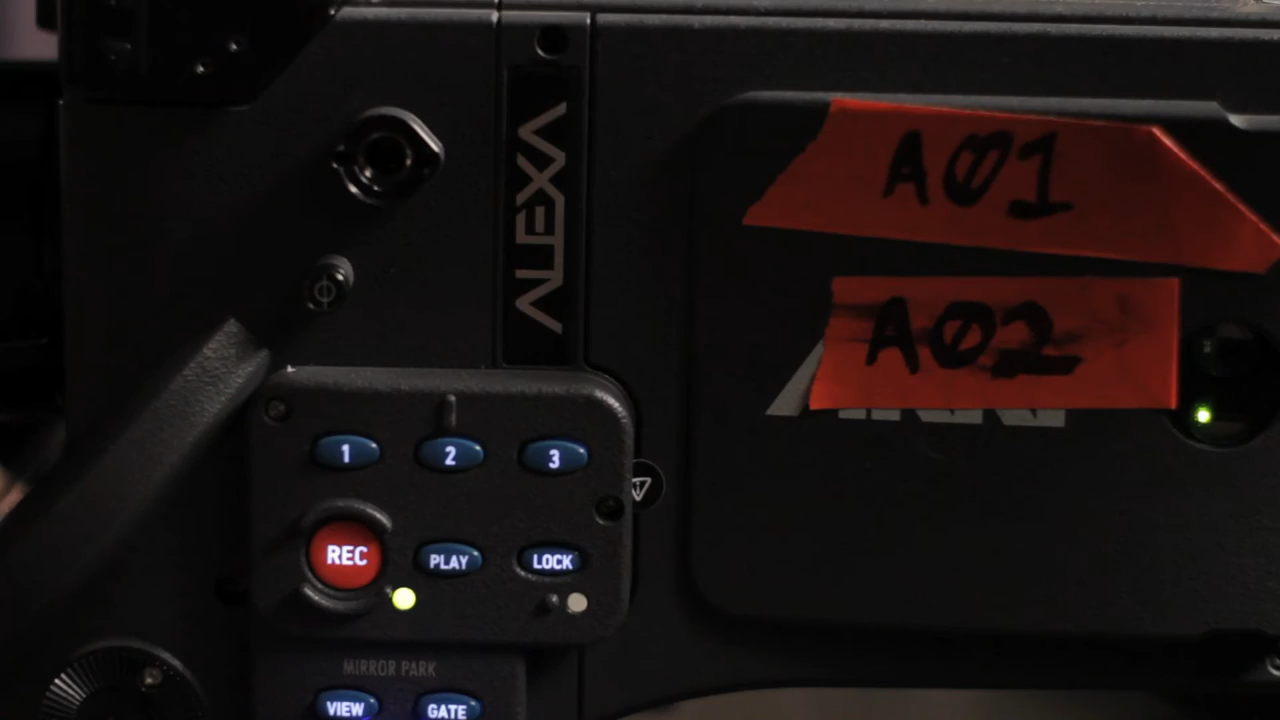 ALEXA
A01
A02
1
2
3
REC
PLAY
LOCK
MIRROR PARK
VIEW
GATE